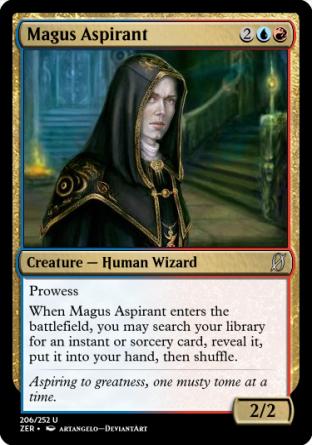 Magus Aspirant 2
Creature — Human Wizard
Prowess
When Magus Aspirant enters the
battlefield, you may search your library
for an instant or sorcery card, reveal it,
put it into your hand, then shuffle.
Aspiring to greatness, one musty tome at a
time.
2/2
206/252 U
ZER • ARTANGELO—DEVIANTART